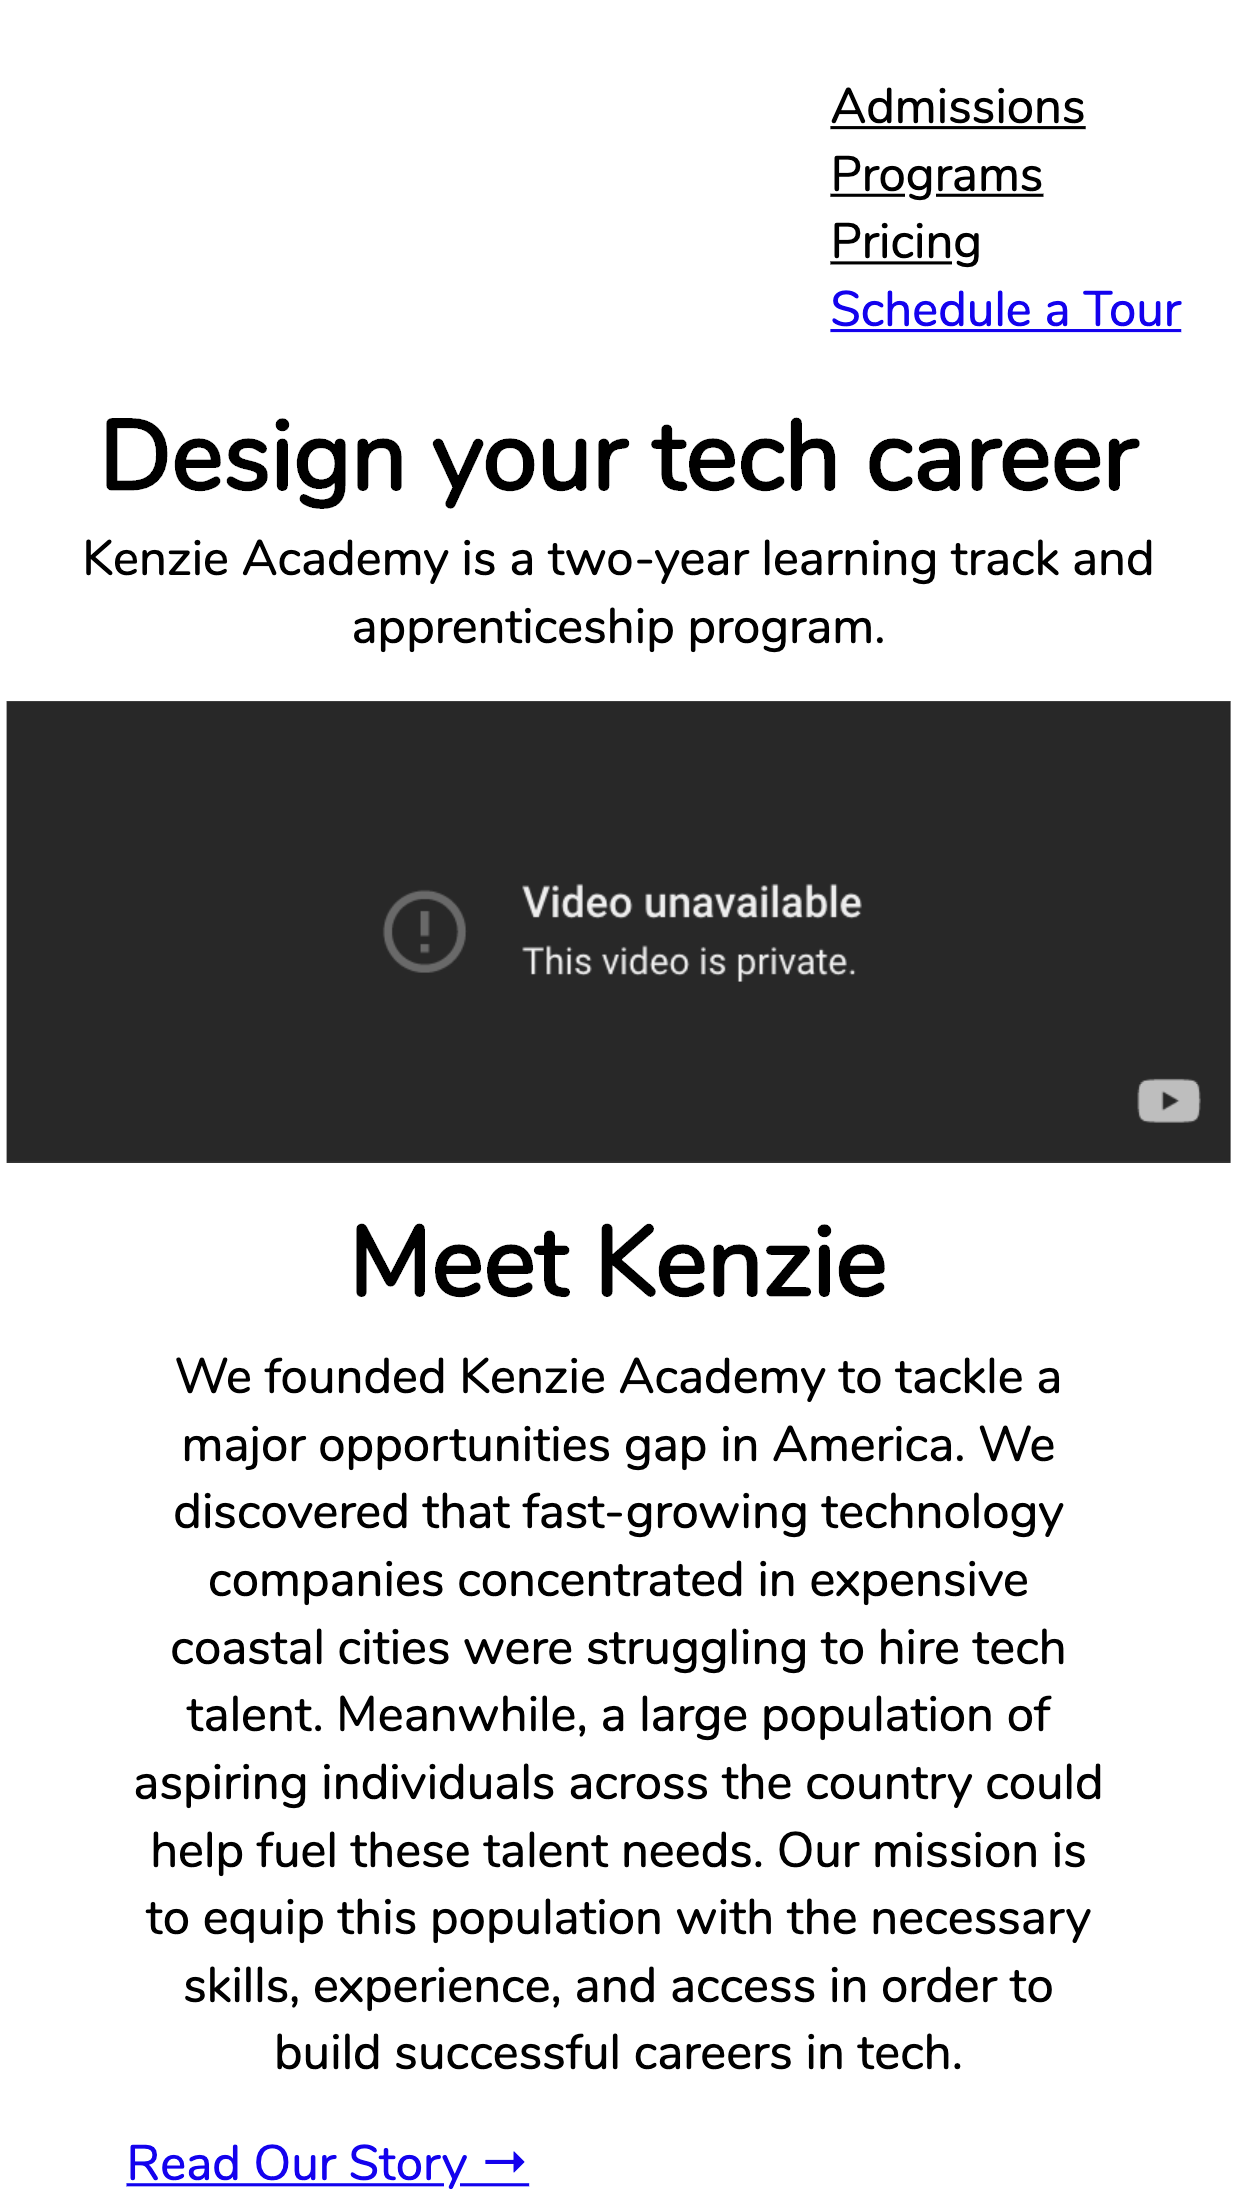 Admissions
Programs
Pricing
Schedule a Tour
Design your tech career
Kenzie Academy is a two-year learning track and
apprenticeship program.
Video unavailable
This video is private.
Meet Kenzie
We founded Kenzie Academy to tackle a
major opportunities gap in America. We
discovered that fast-growing technology
companies concentrated in expensive
coastal cities were struggling to hire tech
talent. Meanwhile, a large population of
aspiring individuals across the country could
help fuel these talent needs. Our mission is
to equip this population with the necessary
skills, experience, and access in order to
build successful careers in tech.
Read Our Story →